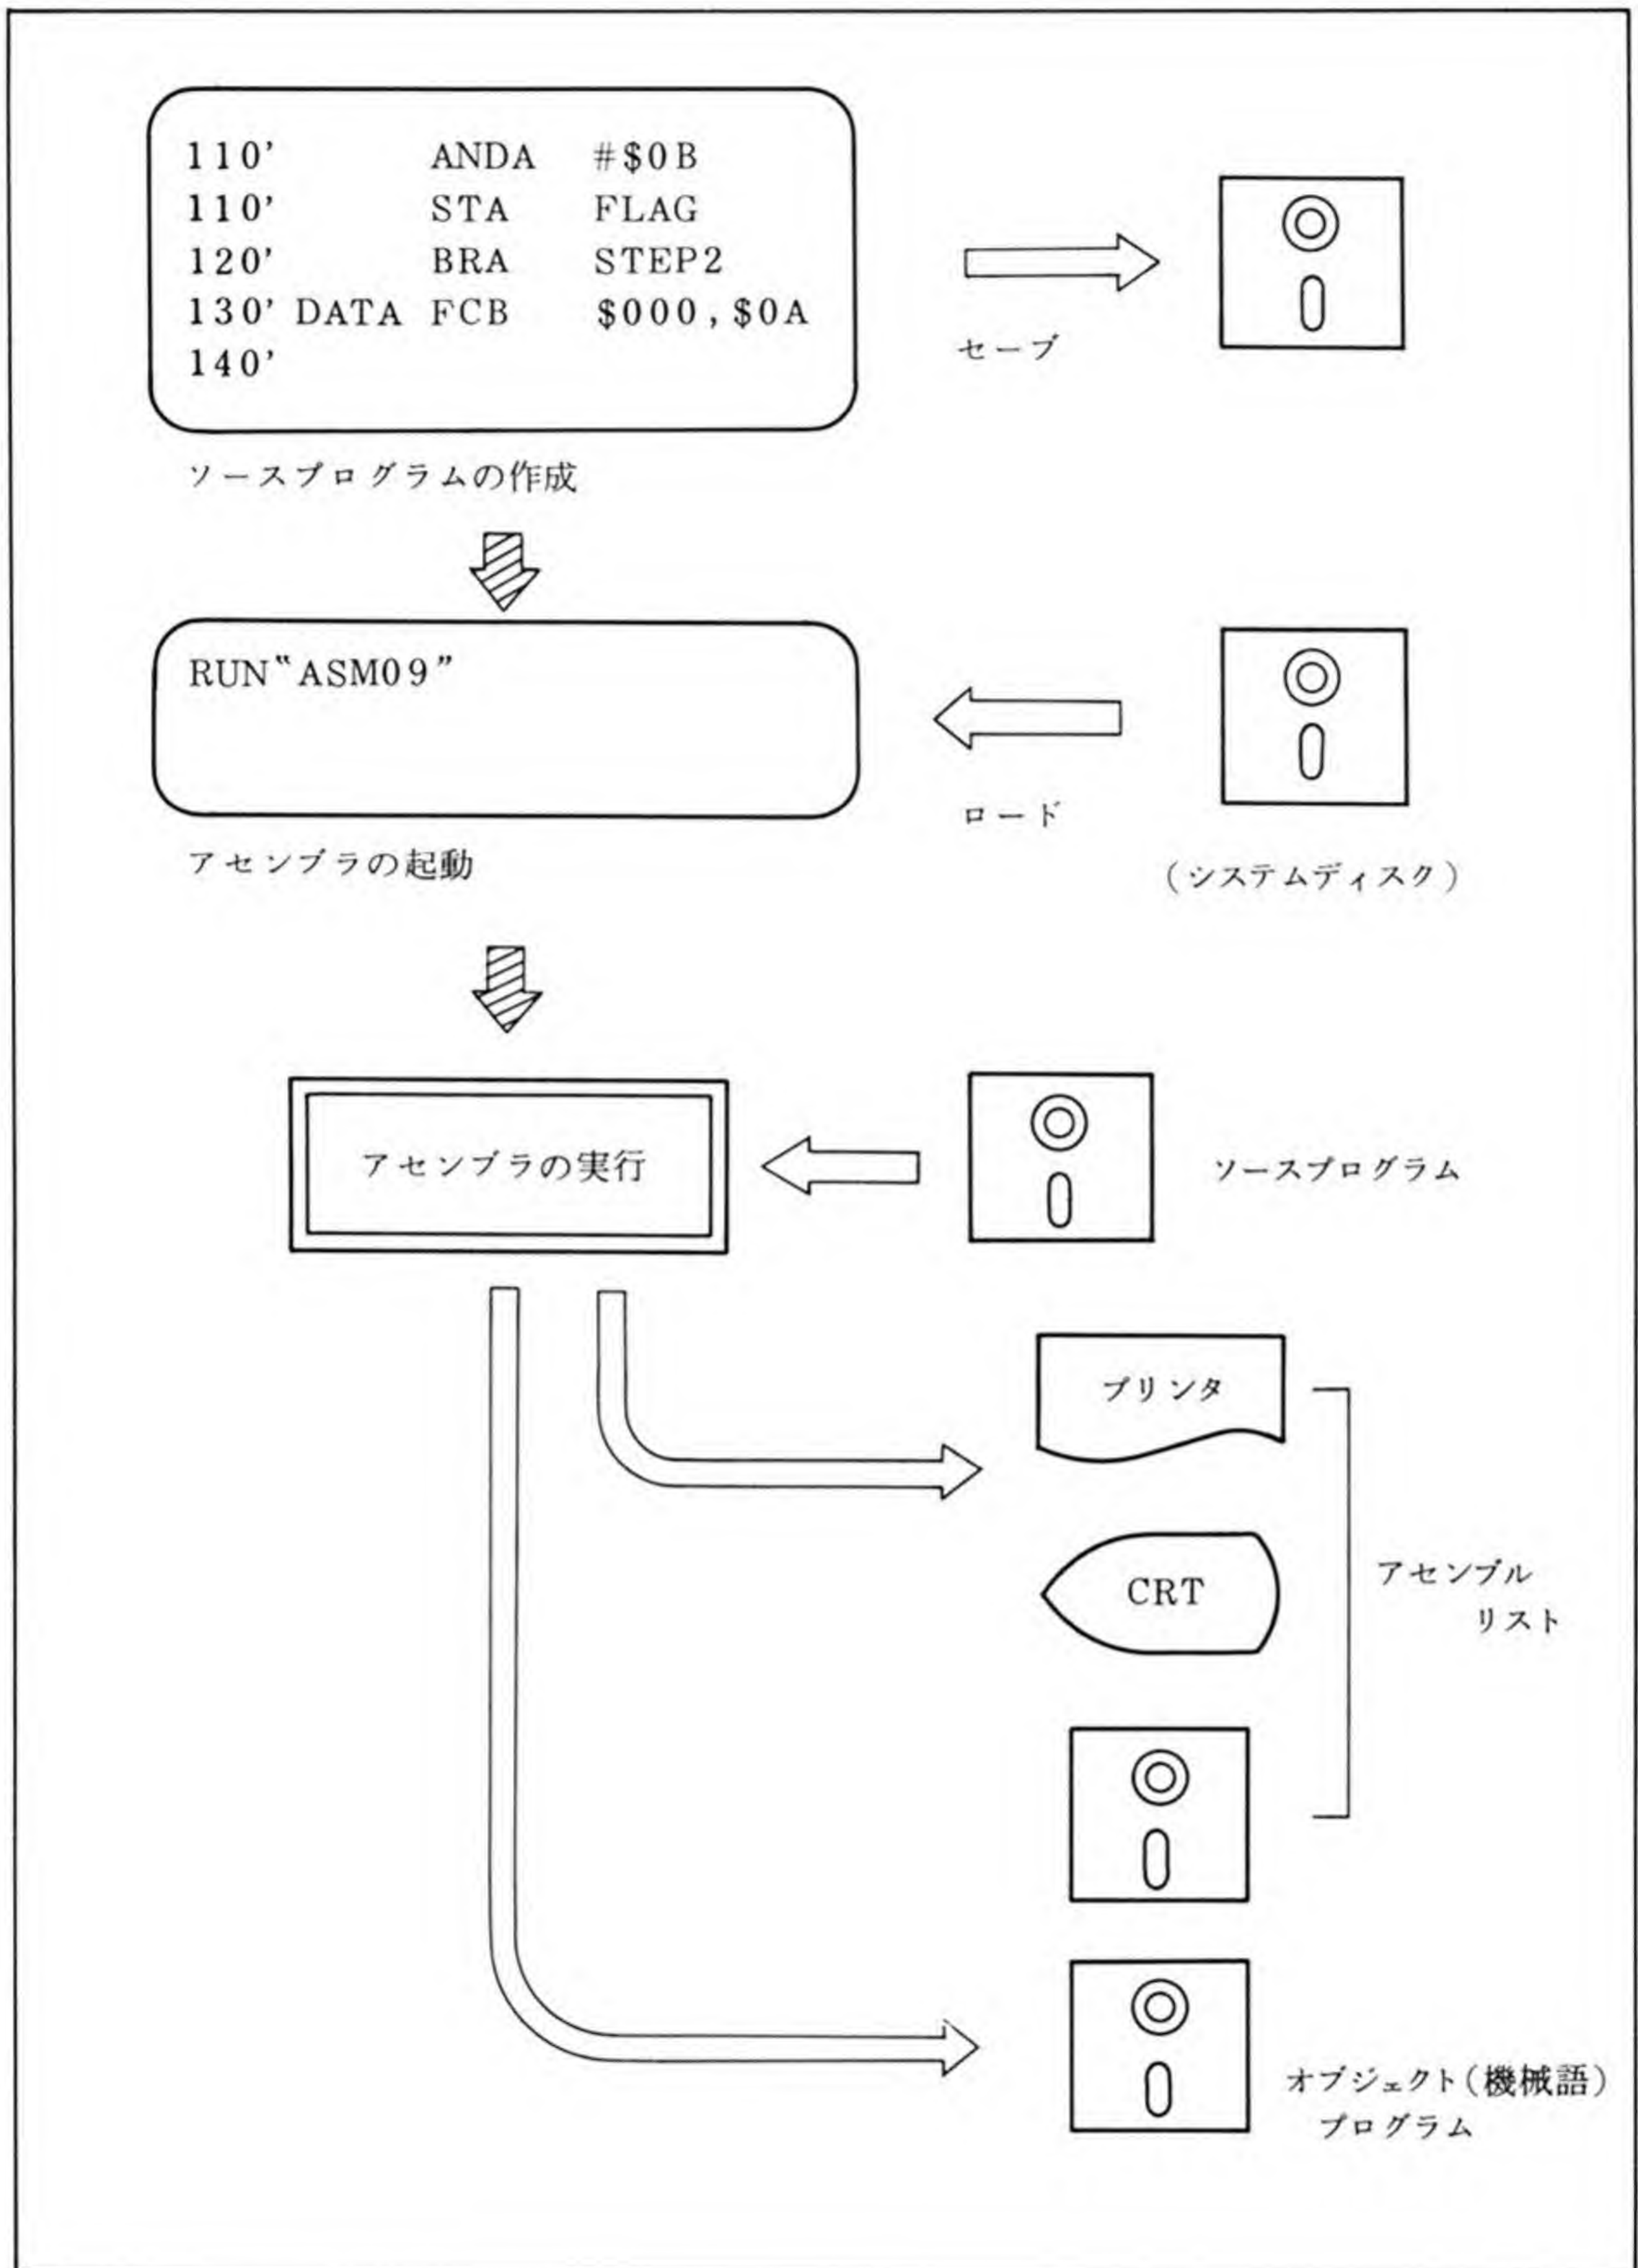 110'        ANDA   #$0B
110'        STA    FLAG
120'        BRA    STEP2
130' DATA FCB    $000,$0A
140'
セーブ
ソースプログラムの作成
RUN“ASM09”
ロード
アセンブラの起動
(システムディスク)
アセンブラの実行
ソースプログラム
プリンタ
CRT
アセンブル
リスト
オブジェクト(機械語)
プログラム